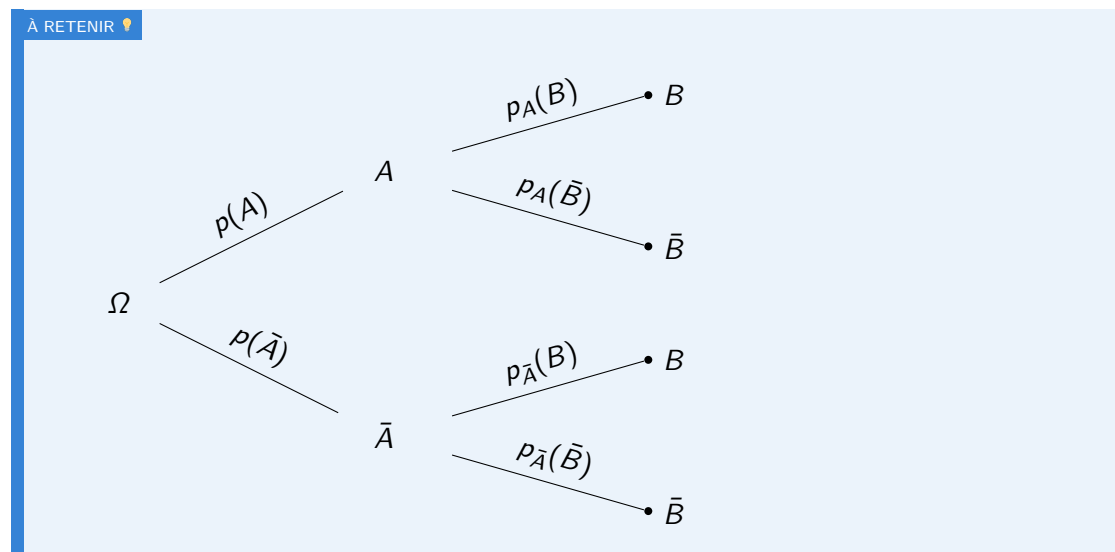 À RETENIR 💡
p_A(B)
B
A
p_A(B̄)
p(A)
B̄
Ω
p(Ā)
p_Ā(B)
B
Ā
p_Ā(B̄)
B̄